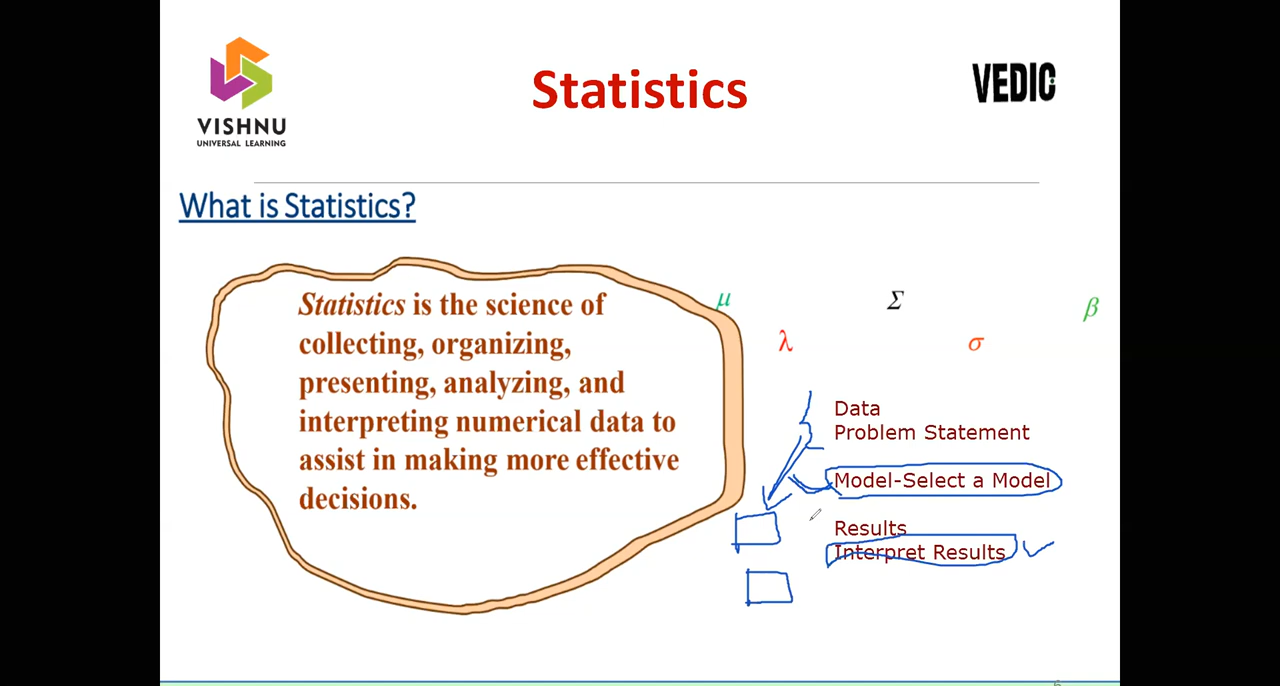 VISHNU
UNIVERSAL LEARNING
Statistics
VEDIC
What is Statistics?
Statistics is the science of
collecting, organizing,
presenting, analyzing, and
interpreting numerical data to
assist in making more effective
decisions.
μ
Σ
β
λ
σ
Data
Problem Statement
Model-Select a Model
Results
Interpret Results